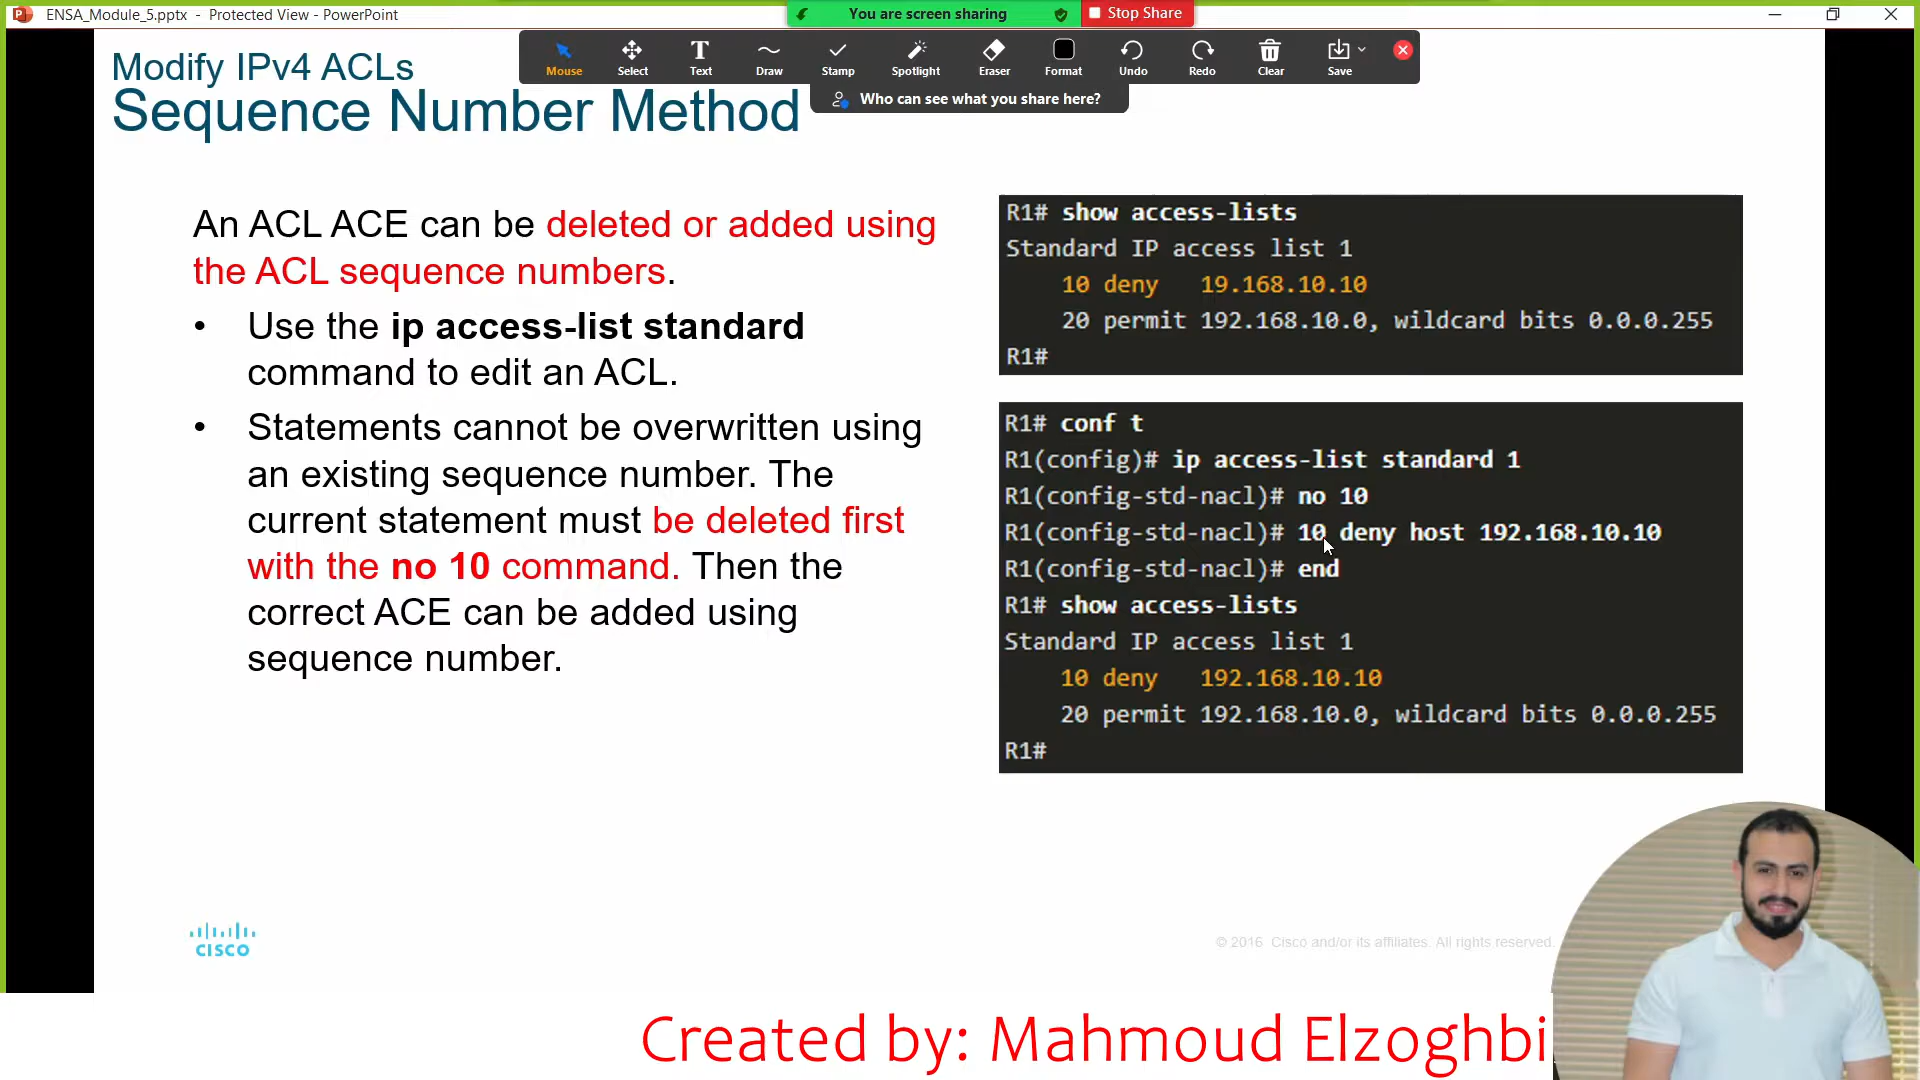 ENSA_Module_5.pptx - Protected View - PowerPoint
You are screen sharing
Stop Share
Mouse
Select
Text
Draw
Stamp
Spotlight
Eraser
Format
Undo
Redo
Clear
Save
Who can see what you share here?
Modify IPv4 ACLs
Sequence Number Method
An ACL ACE can be deleted or added using
the ACL sequence numbers.
• Use the ip access-list standard
command to edit an ACL.
• Statements cannot be overwritten using
an existing sequence number. The
current statement must be deleted first
with the no 10 command. Then the
correct ACE can be added using
sequence number.
R1# show access-lists
Standard IP access list 1
10 deny 19.168.10.10
20 permit 192.168.10.0, wildcard bits 0.0.0.255
R1#
R1# conf t
R1(config)# ip access-list standard 1
R1(config-std-nacl)# no 10
R1(config-std-nacl)# 10 deny host 192.168.10.10
R1(config-std-nacl)# end
R1# show access-lists
Standard IP access list 1
10 deny 192.168.10.10
20 permit 192.168.10.0, wildcard bits 0.0.0.255
R1#
CISCO
© 2016 Cisco and/or its affiliates. All rights reserved.
Created by: Mahmoud Elzoghbi